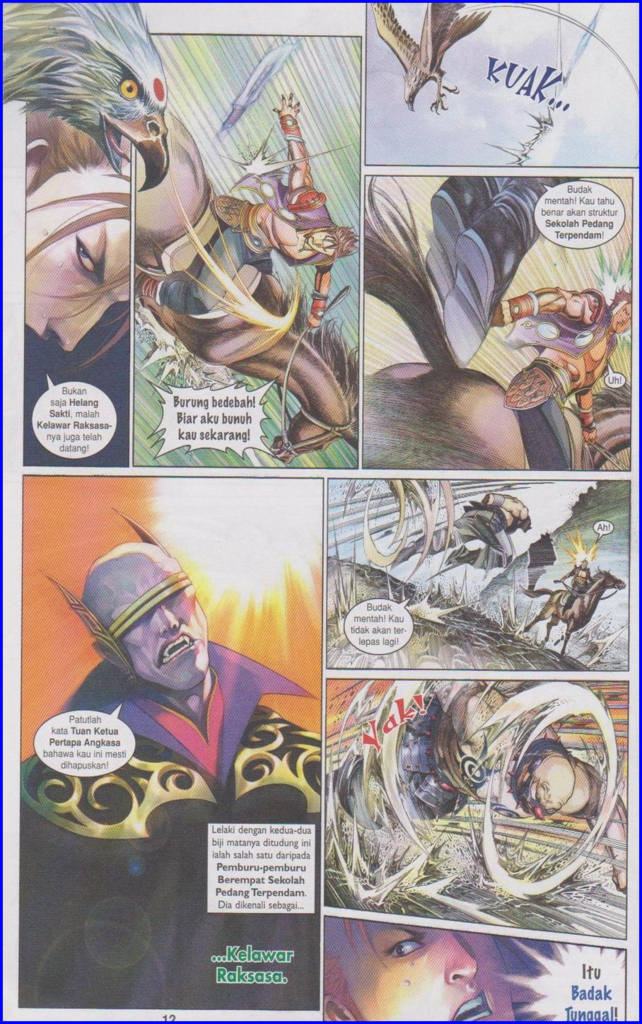 Bukan
saja Helang
Sakti, malah
Kelawar Raksasa-
nya juga telah
datang!
Burung bedebah!
Biar aku bunuh
kau sekarang!
KUAK...
Budak
mentah! Kau tahu
benar akan struktur
Sekolah Pedang
Terpendam!
Uh!
Patutlah
kata Tuan Ketua
Pertapa Angkasa
bahawa kau ini mesti
dihapuskan!
Lelaki dengan kedua-dua
biji matanya ditudung ini
ialah salah satu daripada
Pemburu-pemburu
Berempat Sekolah
Pedang Terpendam.
Dia dikenali sebagai...
...Kelawar
Raksasa.
Ah!
Budak
mentah! Kau
tidak akan ter-
lepas lagi!
Yak!
Itu
Badak
Tunggal!
12